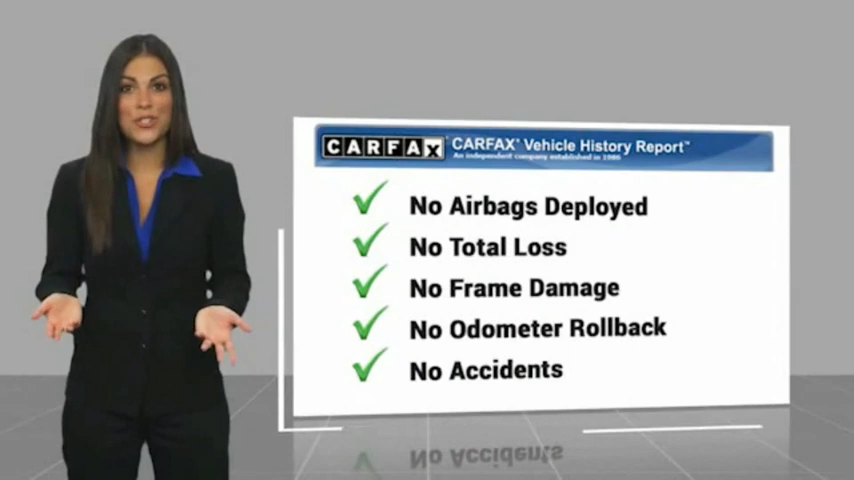 CARFAX CARFAX® Vehicle History Report™
An independent company established in 1986
No Airbags Deployed
No Total Loss
No Frame Damage
No Odometer Rollback
No Accidents
No Accidents